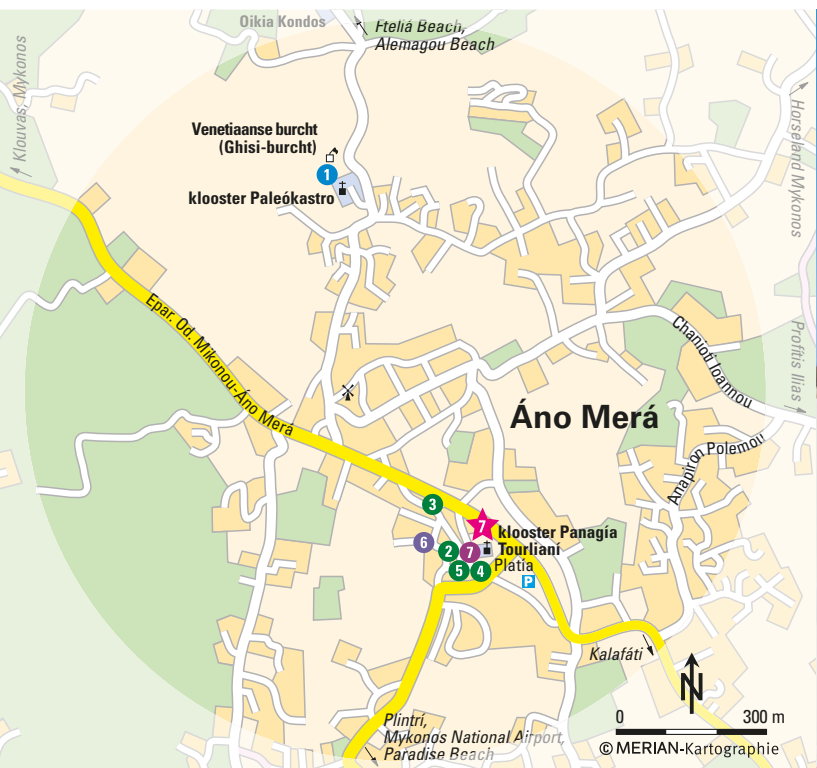 Oikia Kondos
Fteliá Beach,
Alemagou Beach
Klouvas, Mykonos
Venetiaanse burcht
(Ghisi-burcht)
1
klooster Paleókastro
Horseland Mykonos
Epar. Od. Mikonou-Áno Merá
Chanioti Ioannou
Profitis Ilias
Áno Merá
Anapiron Polemou
3
7
klooster Panagía
Tourlianí
6
2
7
5
4
Platía
P
Kalafáti
N
Plintrí,
Mykonos National Airport,
Paradise Beach
0 300 m
© MERIAN-Kartographie